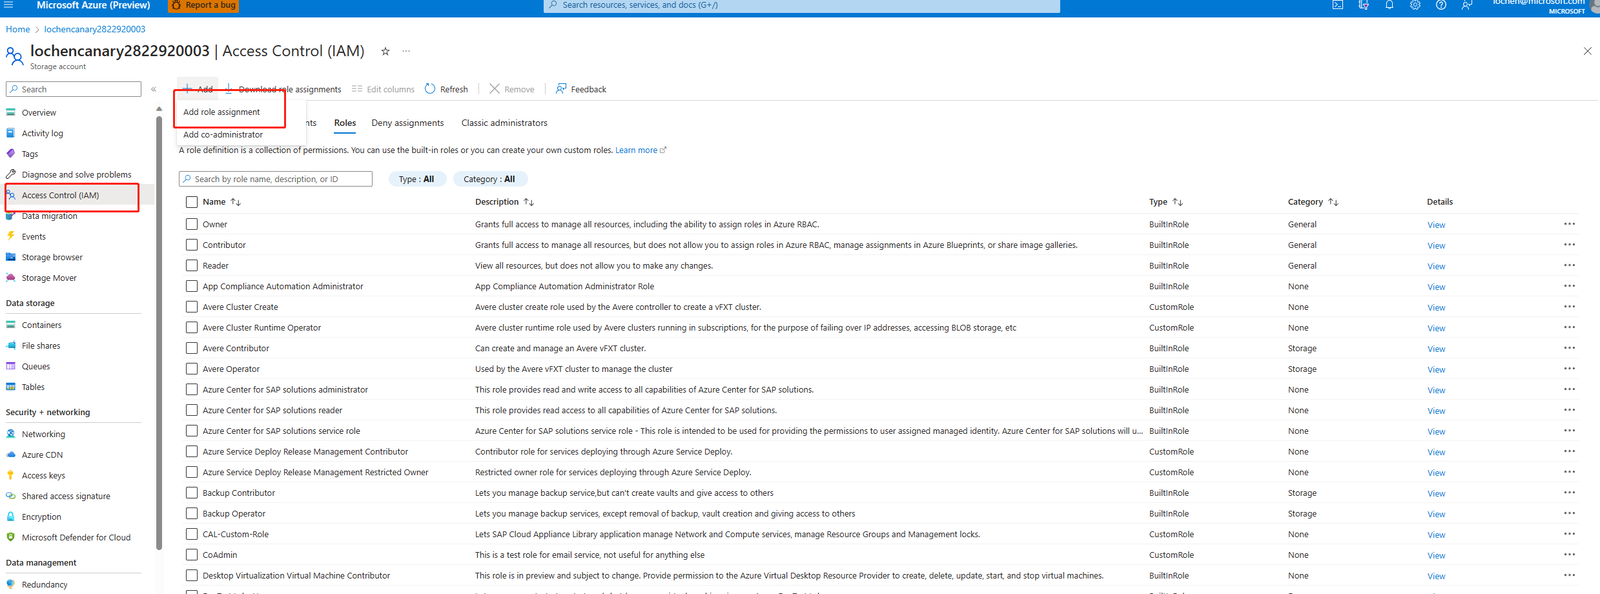 Microsoft Azure (Preview)
Report a bug
Search resources, services, and docs (G+/)
lochen@microsoft.com
MICROSOFT
Home > lochencanary2822920003
lochencanary2822920003 | Access Control (IAM)
Storage account
Search
Overview
Activity log
Tags
Diagnose and solve problems
Access Control (IAM)
Data migration
Events
Storage browser
Storage Mover
Data storage
Containers
File shares
Queues
Tables
Security + networking
Networking
Azure CDN
Access keys
Shared access signature
Encryption
Microsoft Defender for Cloud
Data management
Redundancy
Add
Download role assignments
Edit columns
Refresh
Remove
Feedback
Add role assignment
Add co-administrator
nts
Roles
Deny assignments
Classic administrators
A role definition is a collection of permissions. You can use the built-in roles or you can create your own custom roles. Learn more
Search by role name, description, or ID
Type : All
Category : All
Name Description Type Category Details
Owner Grants full access to manage all resources, including the ability to assign roles in Azure RBAC. BuiltInRole General View
Contributor Grants full access to manage all resources, but does not allow you to assign roles in Azure RBAC, manage assignments in Azure Blueprints, or share image galleries. BuiltInRole General View
Reader View all resources, but does not allow you to make any changes. BuiltInRole General View
App Compliance Automation Administrator App Compliance Automation Administrator Role BuiltInRole None View
Avere Cluster Create Avere cluster create role used by the Avere controller to create a vFXT cluster. CustomRole None View
Avere Cluster Runtime Operator Avere cluster runtime role used by Avere clusters running in subscriptions, for the purpose of failing over IP addresses, accessing BLOB storage, etc CustomRole None View
Avere Contributor Can create and manage an Avere vFXT cluster. BuiltInRole Storage View
Avere Operator Used by the Avere vFXT cluster to manage the cluster BuiltInRole Storage View
Azure Center for SAP solutions administrator This role provides read and write access to all capabilities of Azure Center for SAP solutions. BuiltInRole None View
Azure Center for SAP solutions reader This role provides read access to all capabilities of Azure Center for SAP solutions. BuiltInRole None View
Azure Center for SAP solutions service role Azure Center for SAP solutions service role - This role is intended to be used for providing the permissions to user assigned managed identity. Azure Center for SAP solutions will u... BuiltInRole None View
Azure Service Deploy Release Management Contributor Contributor role for services deploying through Azure Service Deploy. CustomRole None View
Azure Service Deploy Release Management Restricted Owner Restricted owner role for services deploying through Azure Service Deploy. CustomRole None View
Backup Contributor Lets you manage backup service,but can't create vaults and give access to others BuiltInRole Storage View
Backup Operator Lets you manage backup services, except removal of backup, vault creation and giving access to others BuiltInRole Storage View
CAL-Custom-Role Lets SAP Cloud Appliance Library application manage Network and Compute services, manage Resource Groups and Management locks. CustomRole None View
CoAdmin This is a test role for email service, not useful for anything else CustomRole None View
Desktop Virtualization Virtual Machine Contributor This role is in preview and subject to change. Provide permission to the Azure Virtual Desktop Resource Provider to create, delete, update, start, and stop virtual machines. BuiltInRole None View